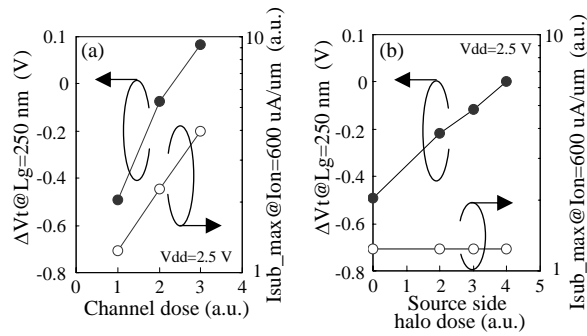 (a)
ΔVt@Lg=250 nm (V)
0.1
0
-0.2
-0.4
-0.6
-0.8
0 1 2 3 4
Channel dose (a.u.)
Vdd=2.5 V
10
1
Isub_max@Ion=600 uA/um (a.u.)
(b)
Vdd=2.5 V
ΔVt@Lg=250 nm (V)
0.1
0
-0.2
-0.4
-0.6
-0.8
0 1 2 3 4 5
Source side
halo dose (a.u.)
10
1
Isub_max@Ion=600 uA/um (a.u.)